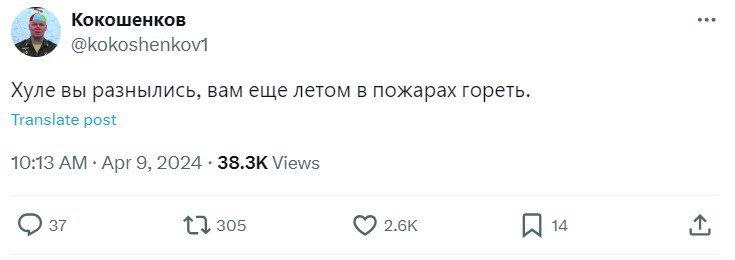 Кокошенков
@kokoshenkov1
Хуле вы разнылись, вам еще летом в пожарах гореть.
Translate post
10:13 AM · Apr 9, 2024 · 38.3K Views
37 305 2.6K 14